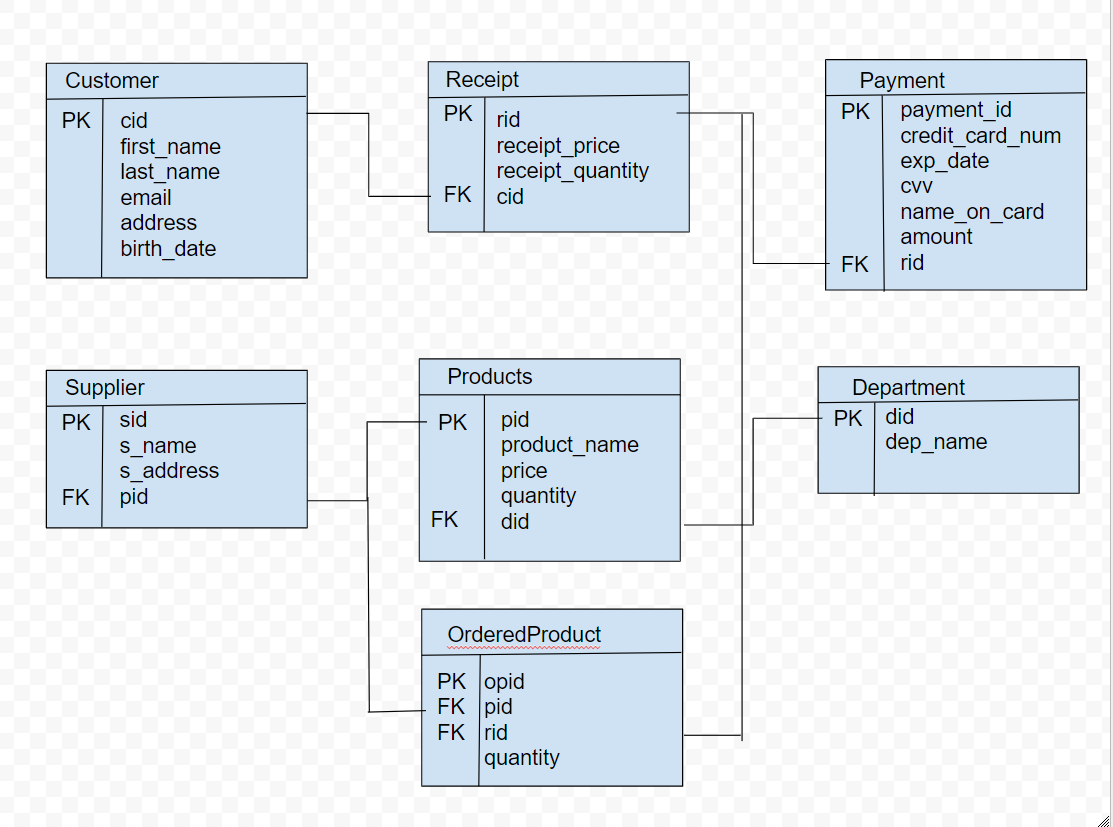 Customer
PK cid
first_name
last_name
email
address
birth_date
Receipt
PK rid
receipt_price
receipt_quantity
FK cid
Payment
PK payment_id
credit_card_num
exp_date
cvv
name_on_card
amount
FK rid
Supplier
PK sid
s_name
s_address
FK pid
Products
PK pid
product_name
price
quantity
FK did
Department
PK did
dep_name
OrderedProduct
PK opid
FK pid
FK rid
quantity